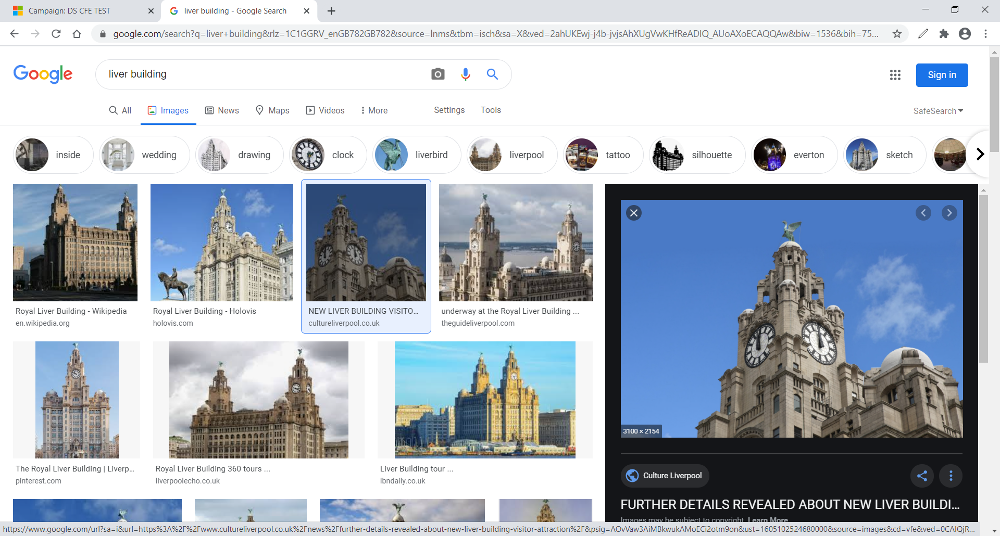 Campaign: DS CFE TEST
liver building - Google Search
google.com/search?q=liver+building&rlz=1C1GGRV_enGB782GB782&source=lnms&tbm=isch&sa=X&ved=2ahUKEwj-j4b-jvjsAhXUgVwKHfReADIQ_AUoAXoECAQQAw&biw=1536&bih=75...
Google
liver building
Sign in
All
Images
News
Maps
Videos
More
Settings
Tools
SafeSearch
inside
wedding
drawing
clock
liverbird
liverpool
tattoo
silhouette
everton
sketch
Royal Liver Building - Wikipedia
en.wikipedia.org
Royal Liver Building - Holovis
holovis.com
NEW LIVER BUILDING VISITO...
cultureliverpool.co.uk
underway at the Royal Liver Building ...
theguideliverpool.com
3100 × 2154
The Royal Liver Building | Liverp...
pinterest.com
Royal Liver Building 360 tours ...
liverpoolecho.co.uk
Liver Building tour ...
lbndaily.co.uk
Culture Liverpool
FURTHER DETAILS REVEALED ABOUT NEW LIVER BUILDI...
Images may be subject to copyright. Learn More
https://www.google.com/url?sa=i&url=https%3A%2F%2Fwww.cultureliverpool.co.uk%2Fnews%2Ffurther-details-revealed-about-new-liver-building-visitor-attraction%2F&psig=AOvVaw3AiMBkwukAMoECi2otm9on&ust=1605102524680000&source=images&cd=vfe&ved=0CAIQjR...